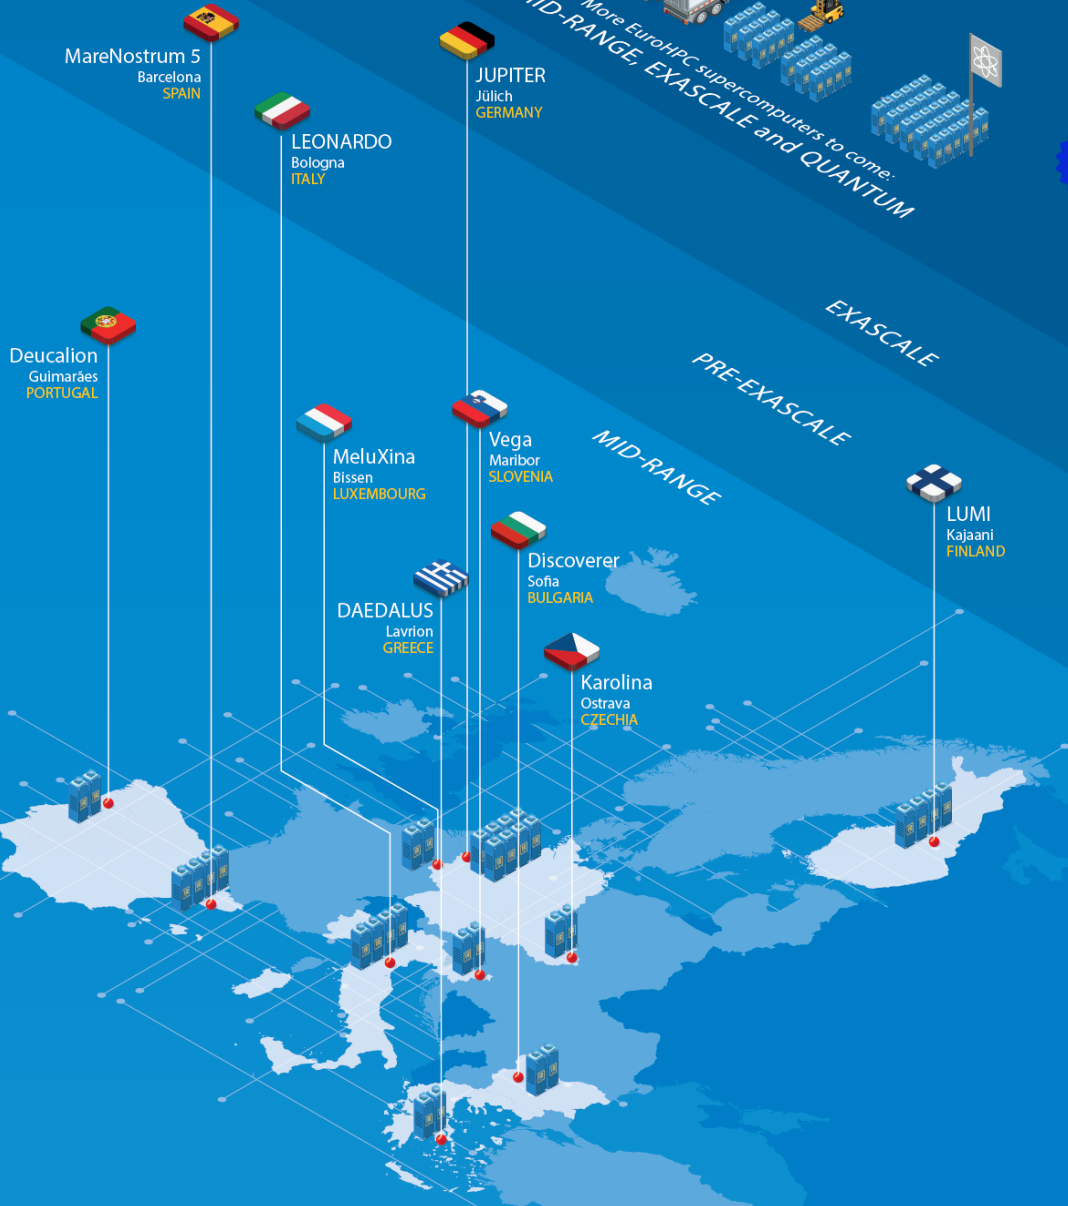 More EuroHPC supercomputers to come:
MID-RANGE, EXASCALE and QUANTUM
MareNostrum 5
Barcelona
SPAIN
JUPITER
Jülich
GERMANY
LEONARDO
Bologna
ITALY
EXASCALE
PRE-EXASCALE
MID-RANGE
Deucalion
Guimarães
PORTUGAL
MeluXina
Bissen
LUXEMBOURG
Vega
Maribor
SLOVENIA
LUMI
Kajaani
FINLAND
Discoverer
Sofia
BULGARIA
DAEDALUS
Lavrion
GREECE
Karolina
Ostrava
CZECHIA